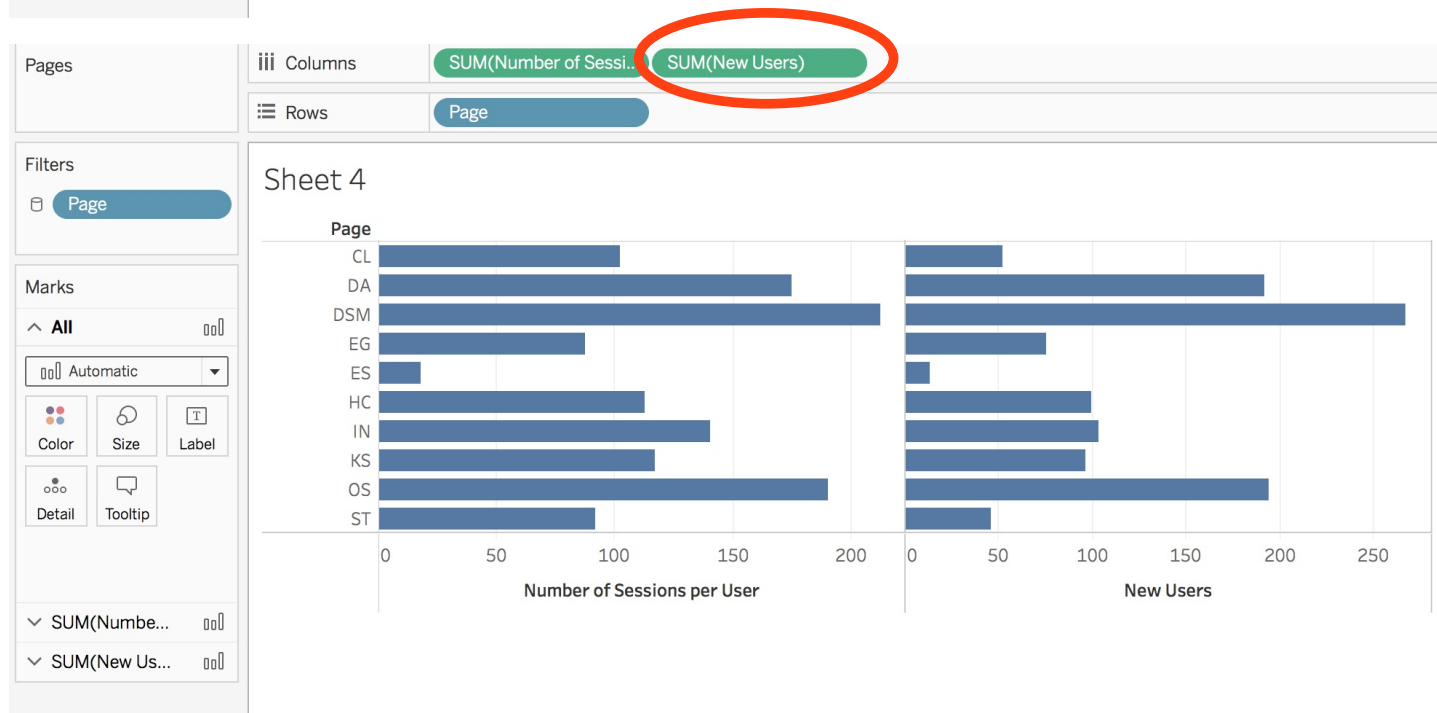 Pages
Columns
SUM(Number of Sessi..
SUM(New Users)
Rows
Page
Filters
Page
Marks
All
Automatic
Color
Size
T
Label
Detail
Tooltip
SUM(Numbe...
SUM(New Us...
Sheet 4
Page
CL
DA
DSM
EG
ES
HC
IN
KS
OS
ST
0 50 100 150 200 0 50 100 150 200 250
Number of Sessions per User New Users